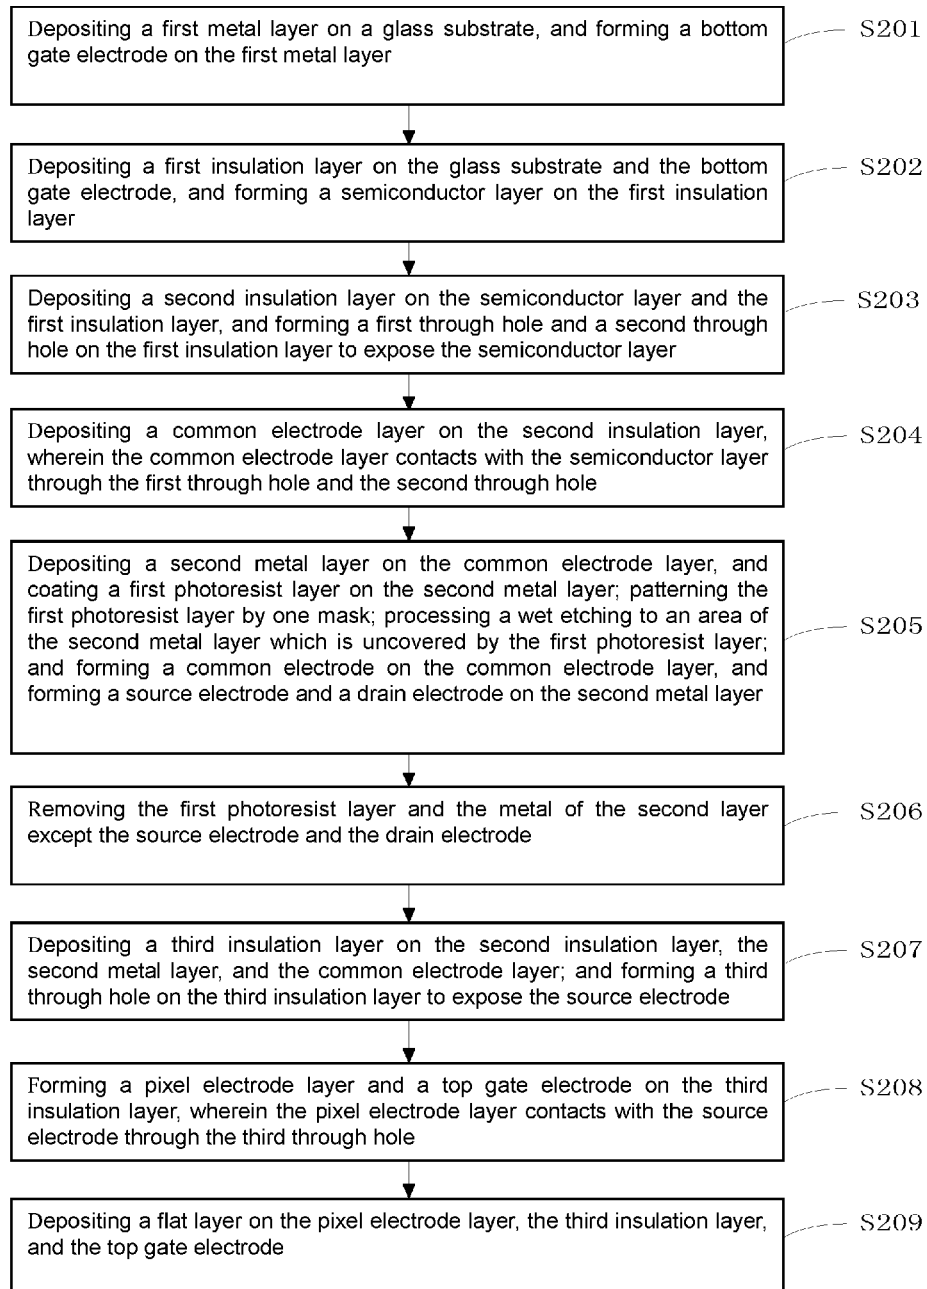 Depositing a first metal layer on a glass substrate, and forming a bottom
gate electrode on the first metal layer
S201
Depositing a first insulation layer on the glass substrate and the bottom
gate electrode, and forming a semiconductor layer on the first insulation
layer
S202
Depositing a second insulation layer on the semiconductor layer and the
first insulation layer, and forming a first through hole and a second through
hole on the first insulation layer to expose the semiconductor layer
S203
Depositing a common electrode layer on the second insulation layer,
wherein the common electrode layer contacts with the semiconductor layer
through the first through hole and the second through hole
S204
Depositing a second metal layer on the common electrode layer, and
coating a first photoresist layer on the second metal layer; patterning the
first photoresist layer by one mask; processing a wet etching to an area of
the second metal layer which is uncovered by the first photoresist layer;
and forming a common electrode on the common electrode layer, and
forming a source electrode and a drain electrode on the second metal layer
S205
Removing the first photoresist layer and the metal of the second layer
except the source electrode and the drain electrode
S206
Depositing a third insulation layer on the second insulation layer, the
second metal layer, and the common electrode layer; and forming a third
through hole on the third insulation layer to expose the source electrode
S207
Forming a pixel electrode layer and a top gate electrode on the third
insulation layer, wherein the pixel electrode layer contacts with the source
electrode through the third through hole
S208
Depositing a flat layer on the pixel electrode layer, the third insulation layer,
and the top gate electrode
S209